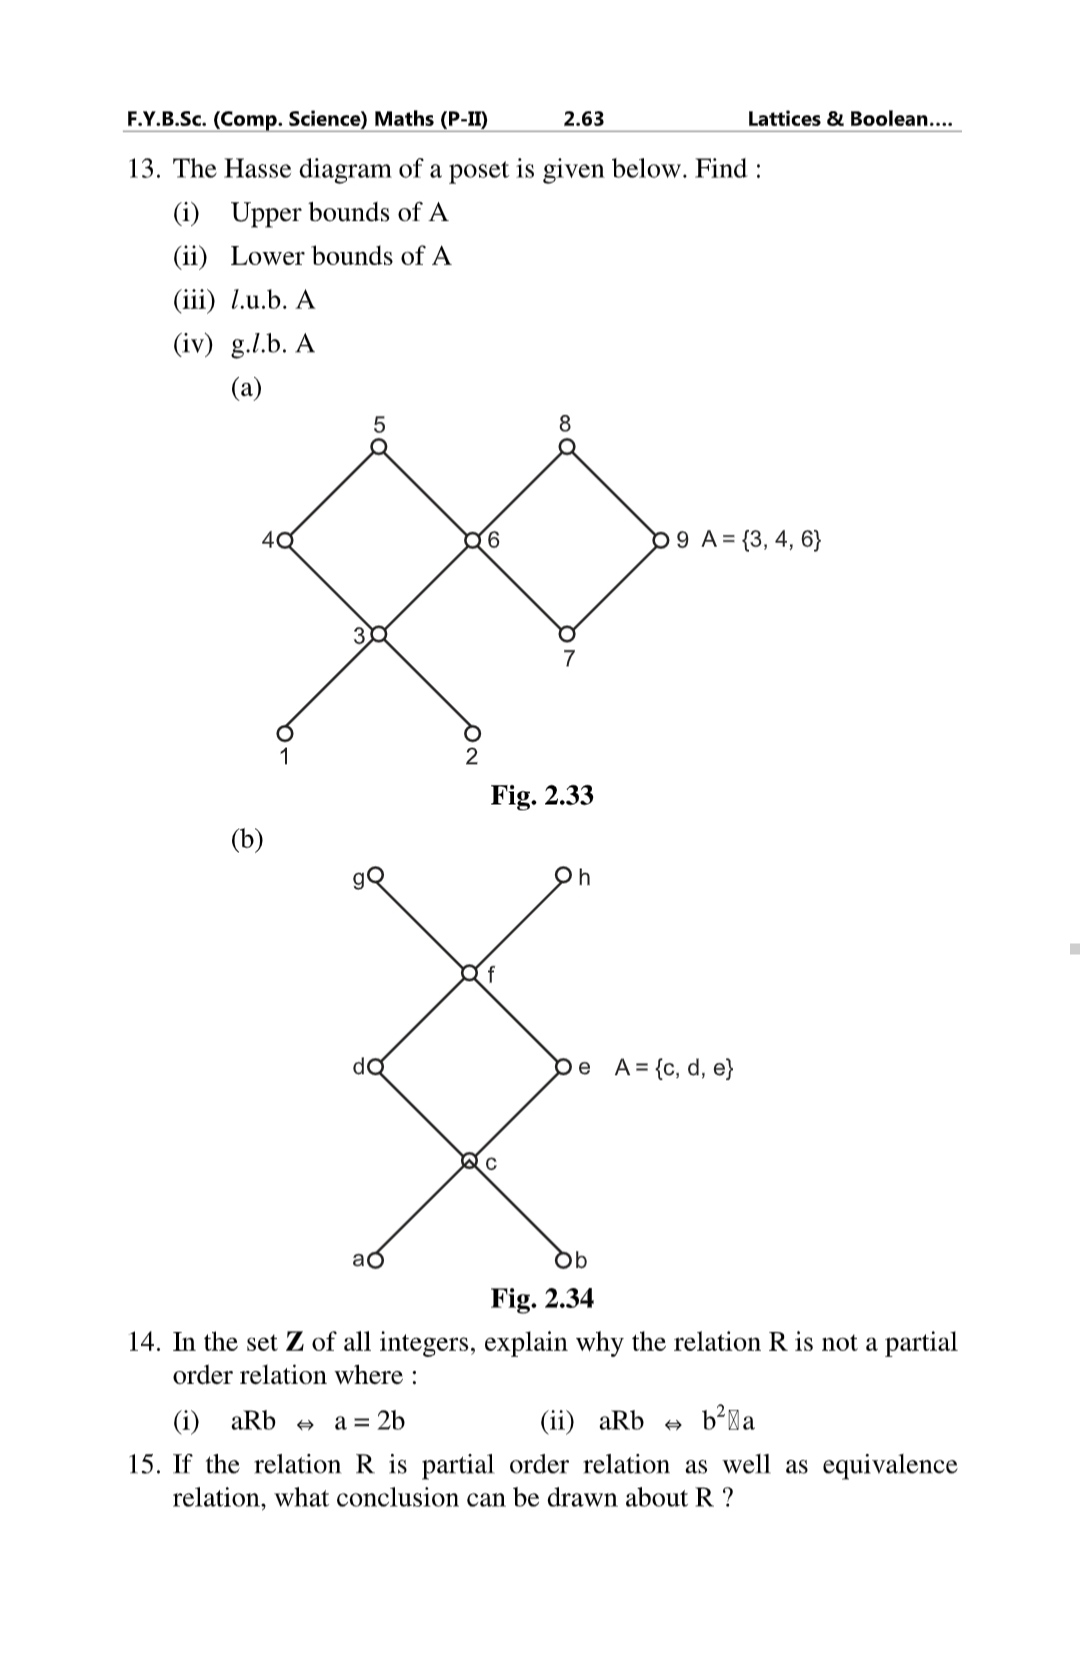 F.Y.B.Sc. (Comp. Science) Maths (P-II) 2.63 Lattices & Boolean....
13. The Hasse diagram of a poset is given below. Find :
(i) Upper bounds of A
(ii) Lower bounds of A
(iii) l.u.b. A
(iv) g.l.b. A
(a)
5 8
4 6 9 A = {3, 4, 6}
3
7
1 2
Fig. 2.33
(b)
g h
f
d e A = {c, d, e}
c
a b
Fig. 2.34
14. In the set Z of all integers, explain why the relation R is not a partial
order relation where :
(i) aRb ⇔ a = 2b (ii) aRb ⇔ b² a
15. If the relation R is partial order relation as well as equivalence
relation, what conclusion can be drawn about R ?